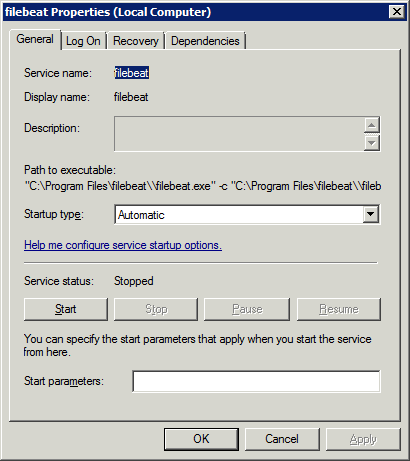 filebeat Properties (Local Computer)
General Log On Recovery Dependencies
Service name: filebeat
Display name: filebeat
Description:
Path to executable:
"C:\Program Files\filebeat\\filebeat.exe" -c "C:\Program Files\filebeat\\fileb
Startup type: Automatic
Help me configure service startup options.
Service status: Stopped
Start Stop Pause Resume
You can specify the start parameters that apply when you start the service
from here.
Start parameters:
OK Cancel Apply